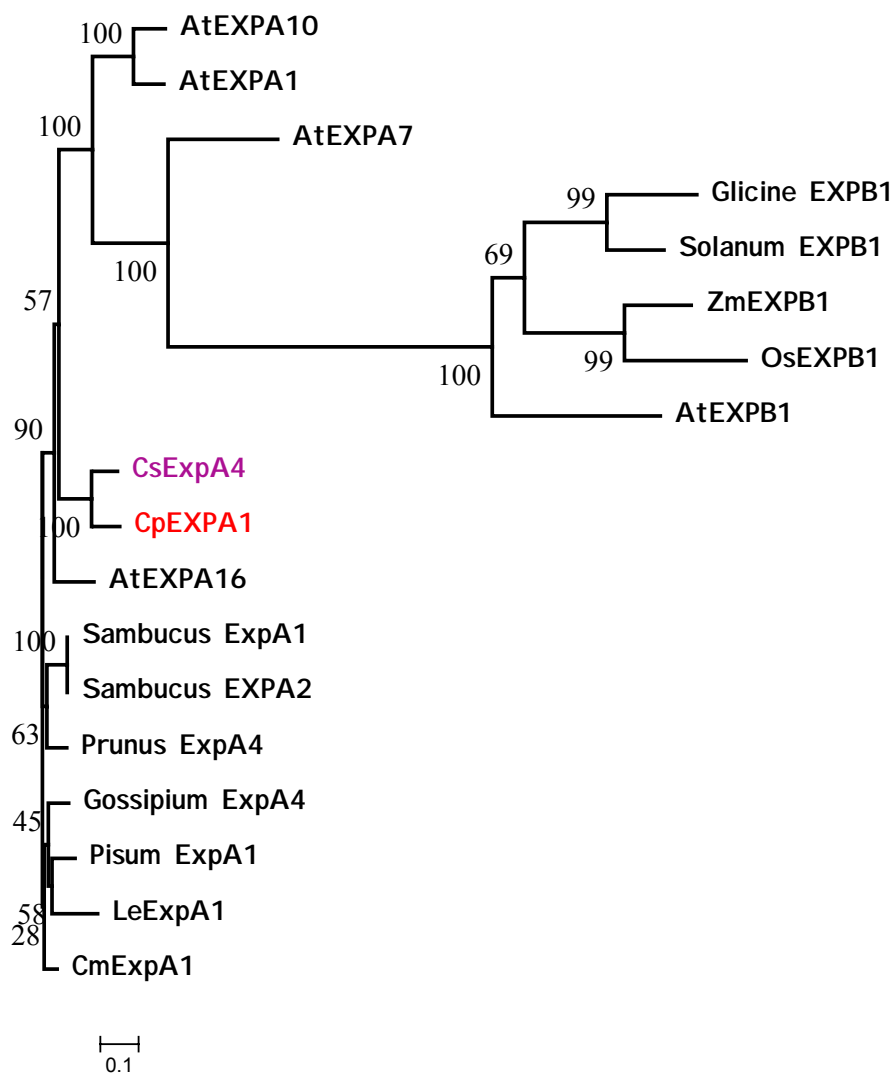 AtEXPA10
100
AtEXPA1
100
AtEXPA7
Glicine EXPB1
99
Solanum EXPB1
69
100
ZmEXPB1
57
OsEXPB1
99
100
AtEXPB1
90
CsExpA4
CpEXPA1
100
AtEXPA16
Sambucus ExpA1
100
Sambucus EXPA2
63
Prunus ExpA4
Gossipium ExpA4
45
Pisum ExpA1
LeExpA1
58
28
CmExpA1
0.1